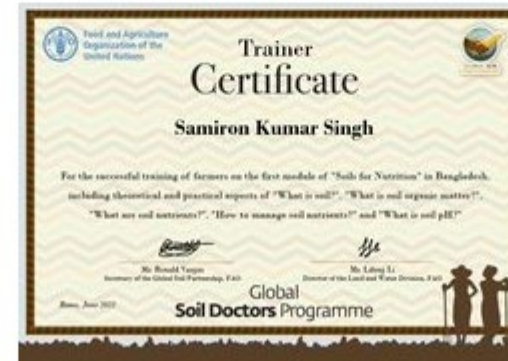 Food and Agriculture
Organization of the
United Nations
Trainer
Certificate
Samiron Kumar Singh
For the successful training of farmers on the first module of "Soils for Nutrition" in Bangladesh,
including theoretical and practical aspects of "What is soil?", "What is soil organic matter?",
"What are soil nutrients?", "How to manage soil nutrients?" and "What is soil pH?"
Mr Ronald Vargas
Secretary of the Global Soil Partnership, FAO
Mr Lifeng Li
Director of the Land and Water Division, FAO
Rome, June 2022
Global
Soil Doctors Programme